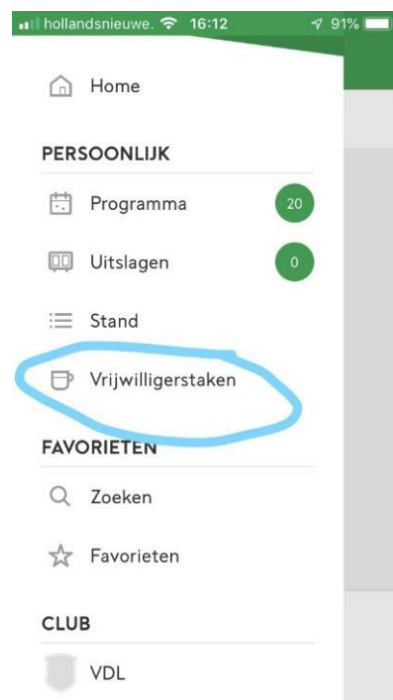 hollandsnieuwe. 16:12 91%
Home
PERSOONLIJK
Programma 20
Uitslagen 0
Stand
Vrijwilligerstaken
FAVORIETEN
Zoeken
Favorieten
CLUB
VDL